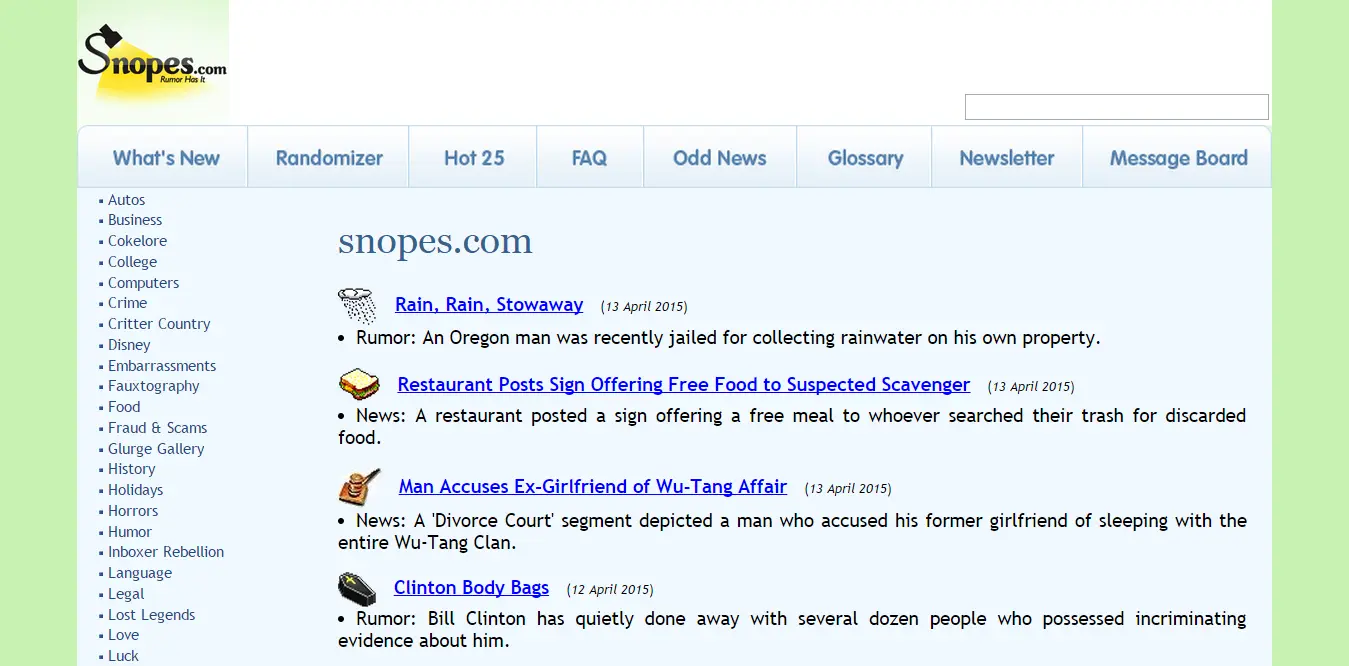 Snopes.com
Rumor Has It
What's New
Randomizer
Hot 25
FAQ
Odd News
Glossary
Newsletter
Message Board
▪ Autos
▪ Business
▪ Cokelore
▪ College
▪ Computers
▪ Crime
▪ Critter Country
▪ Disney
▪ Embarrassments
▪ Fauxtography
▪ Food
▪ Fraud & Scams
▪ Glurge Gallery
▪ History
▪ Holidays
▪ Horrors
▪ Humor
▪ Inboxer Rebellion
▪ Language
▪ Legal
▪ Lost Legends
▪ Love
▪ Luck
snopes.com
Rain, Rain, Stowaway (13 April 2015)
• Rumor: An Oregon man was recently jailed for collecting rainwater on his own property.
Restaurant Posts Sign Offering Free Food to Suspected Scavenger (13 April 2015)
• News: A restaurant posted a sign offering a free meal to whoever searched their trash for discarded
food.
Man Accuses Ex-Girlfriend of Wu-Tang Affair (13 April 2015)
• News: A 'Divorce Court' segment depicted a man who accused his former girlfriend of sleeping with the
entire Wu-Tang Clan.
Clinton Body Bags (12 April 2015)
• Rumor: Bill Clinton has quietly done away with several dozen people who possessed incriminating
evidence about him.